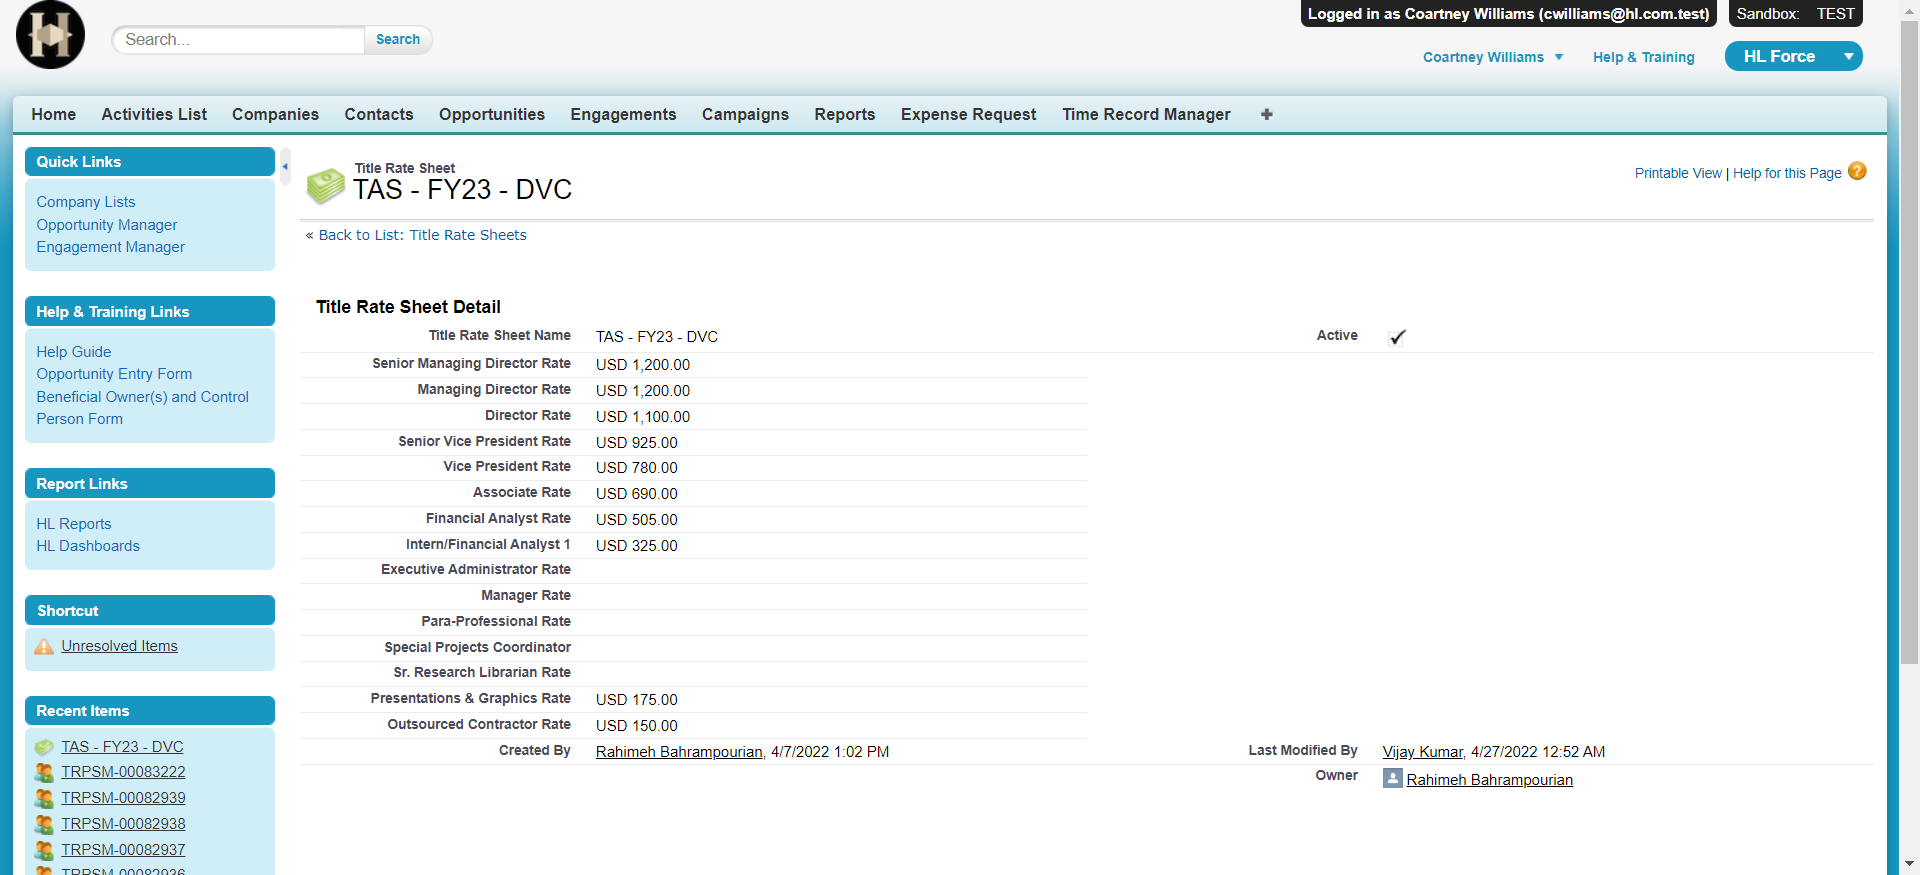 Logged in as Coartney Williams (cwilliams@hl.com.test)
Sandbox: TEST
H
Search...
Search
Coartney Williams
Help & Training
HL Force
Home Activities List Companies Contacts Opportunities Engagements Campaigns Reports Expense Request Time Record Manager +
Quick Links
Company Lists
Opportunity Manager
Engagement Manager
Help & Training Links
Help Guide
Opportunity Entry Form
Beneficial Owner(s) and Control
Person Form
Report Links
HL Reports
HL Dashboards
Shortcut
Unresolved Items
Recent Items
TAS - FY23 - DVC
TRPSM-00083222
TRPSM-00082939
TRPSM-00082938
TRPSM-00082937
TRPSM-00082936
Title Rate Sheet
TAS - FY23 - DVC
Printable View | Help for this Page ?
« Back to List: Title Rate Sheets
Title Rate Sheet Detail
Title Rate Sheet Name TAS - FY23 - DVC Active
Senior Managing Director Rate USD 1,200.00
Managing Director Rate USD 1,200.00
Director Rate USD 1,100.00
Senior Vice President Rate USD 925.00
Vice President Rate USD 780.00
Associate Rate USD 690.00
Financial Analyst Rate USD 505.00
Intern/Financial Analyst 1 USD 325.00
Executive Administrator Rate
Manager Rate
Para-Professional Rate
Special Projects Coordinator
Sr. Research Librarian Rate
Presentations & Graphics Rate USD 175.00
Outsourced Contractor Rate USD 150.00
Created By Rahimeh Bahrampourian, 4/7/2022 1:02 PM Last Modified By Vijay Kumar, 4/27/2022 12:52 AM
Owner Rahimeh Bahrampourian